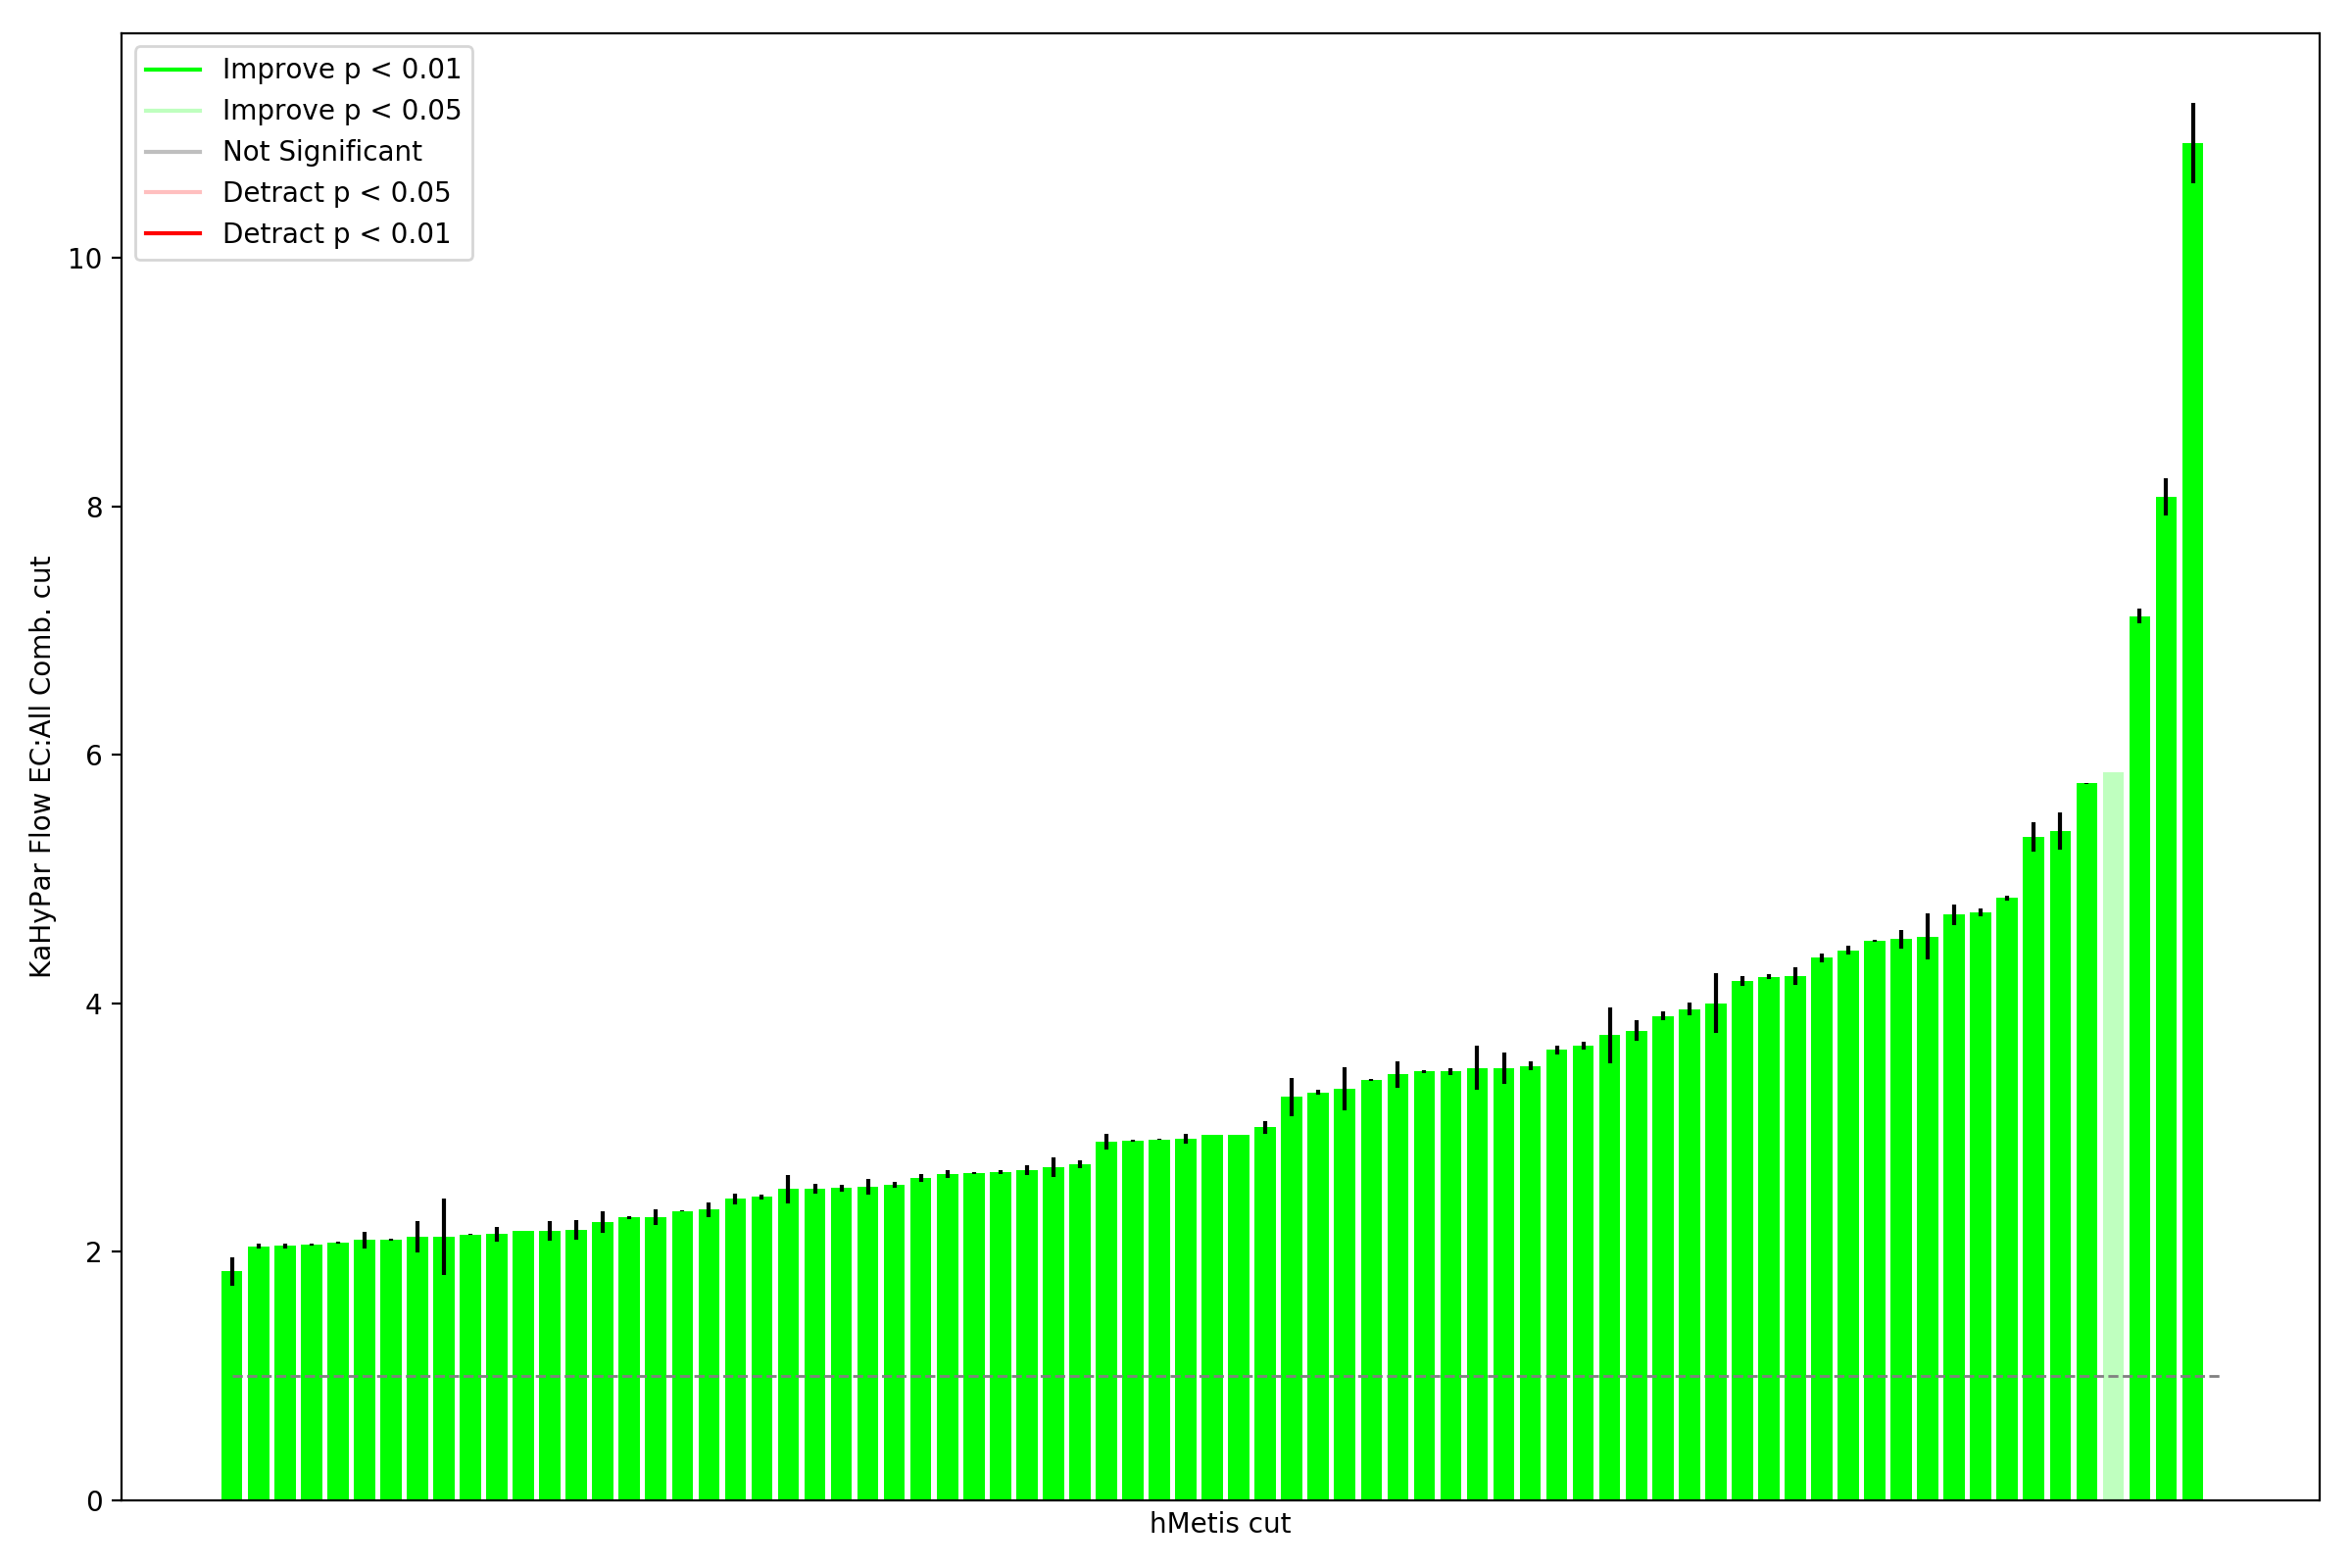 Improve p < 0.01
Improve p < 0.05
Not Significant
Detract p < 0.05
Detract p < 0.01
10
8
6
4
2
0
KaHyPar Flow EC:All Comb. cut
hMetis cut